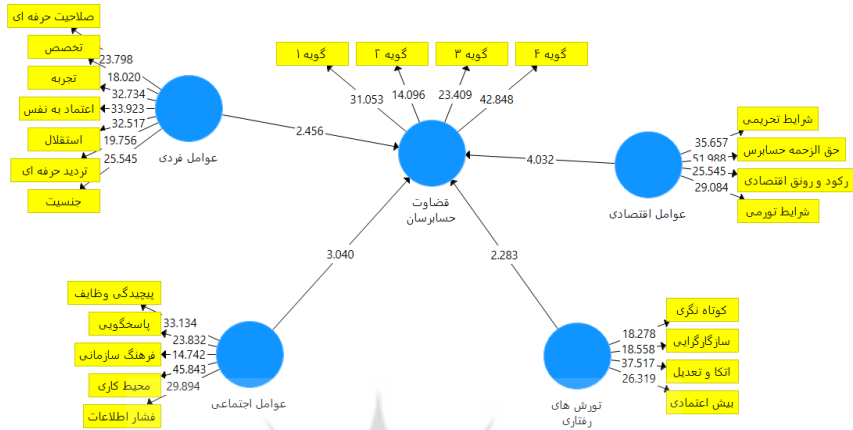 صلاحیت حرفه ای
تخصص
تجربه
اعتماد به نفس
استقلال
تردید حرفه ای
جنسیت
23.798
18.020
32.734
33.923
32.517
19.756
25.545
عوامل فردی
2.456
گویه ۱
گویه ۲
گویه ۳
گویه ۴
31.053
14.096
23.409
42.848
قضاوت
حسابرسان
4.032
شرایط تحریمی
حق الزحمه حسابرس
رکود و رونق اقتصادی
شرایط تورمی
35.657
51.988
25.545
29.084
عوامل اقتصادی
3.040
2.283
پیچیدگی وظایف
پاسخگویی
فرهنگ سازمانی
محیط کاری
فشار اطلاعات
33.134
23.832
14.742
45.843
29.894
عوامل اجتماعی
کوتاه نگری
سازگارگرایی
اتکا و تعدیل
بیش اعتمادی
18.278
18.558
37.517
26.319
تورش های
رفتاری